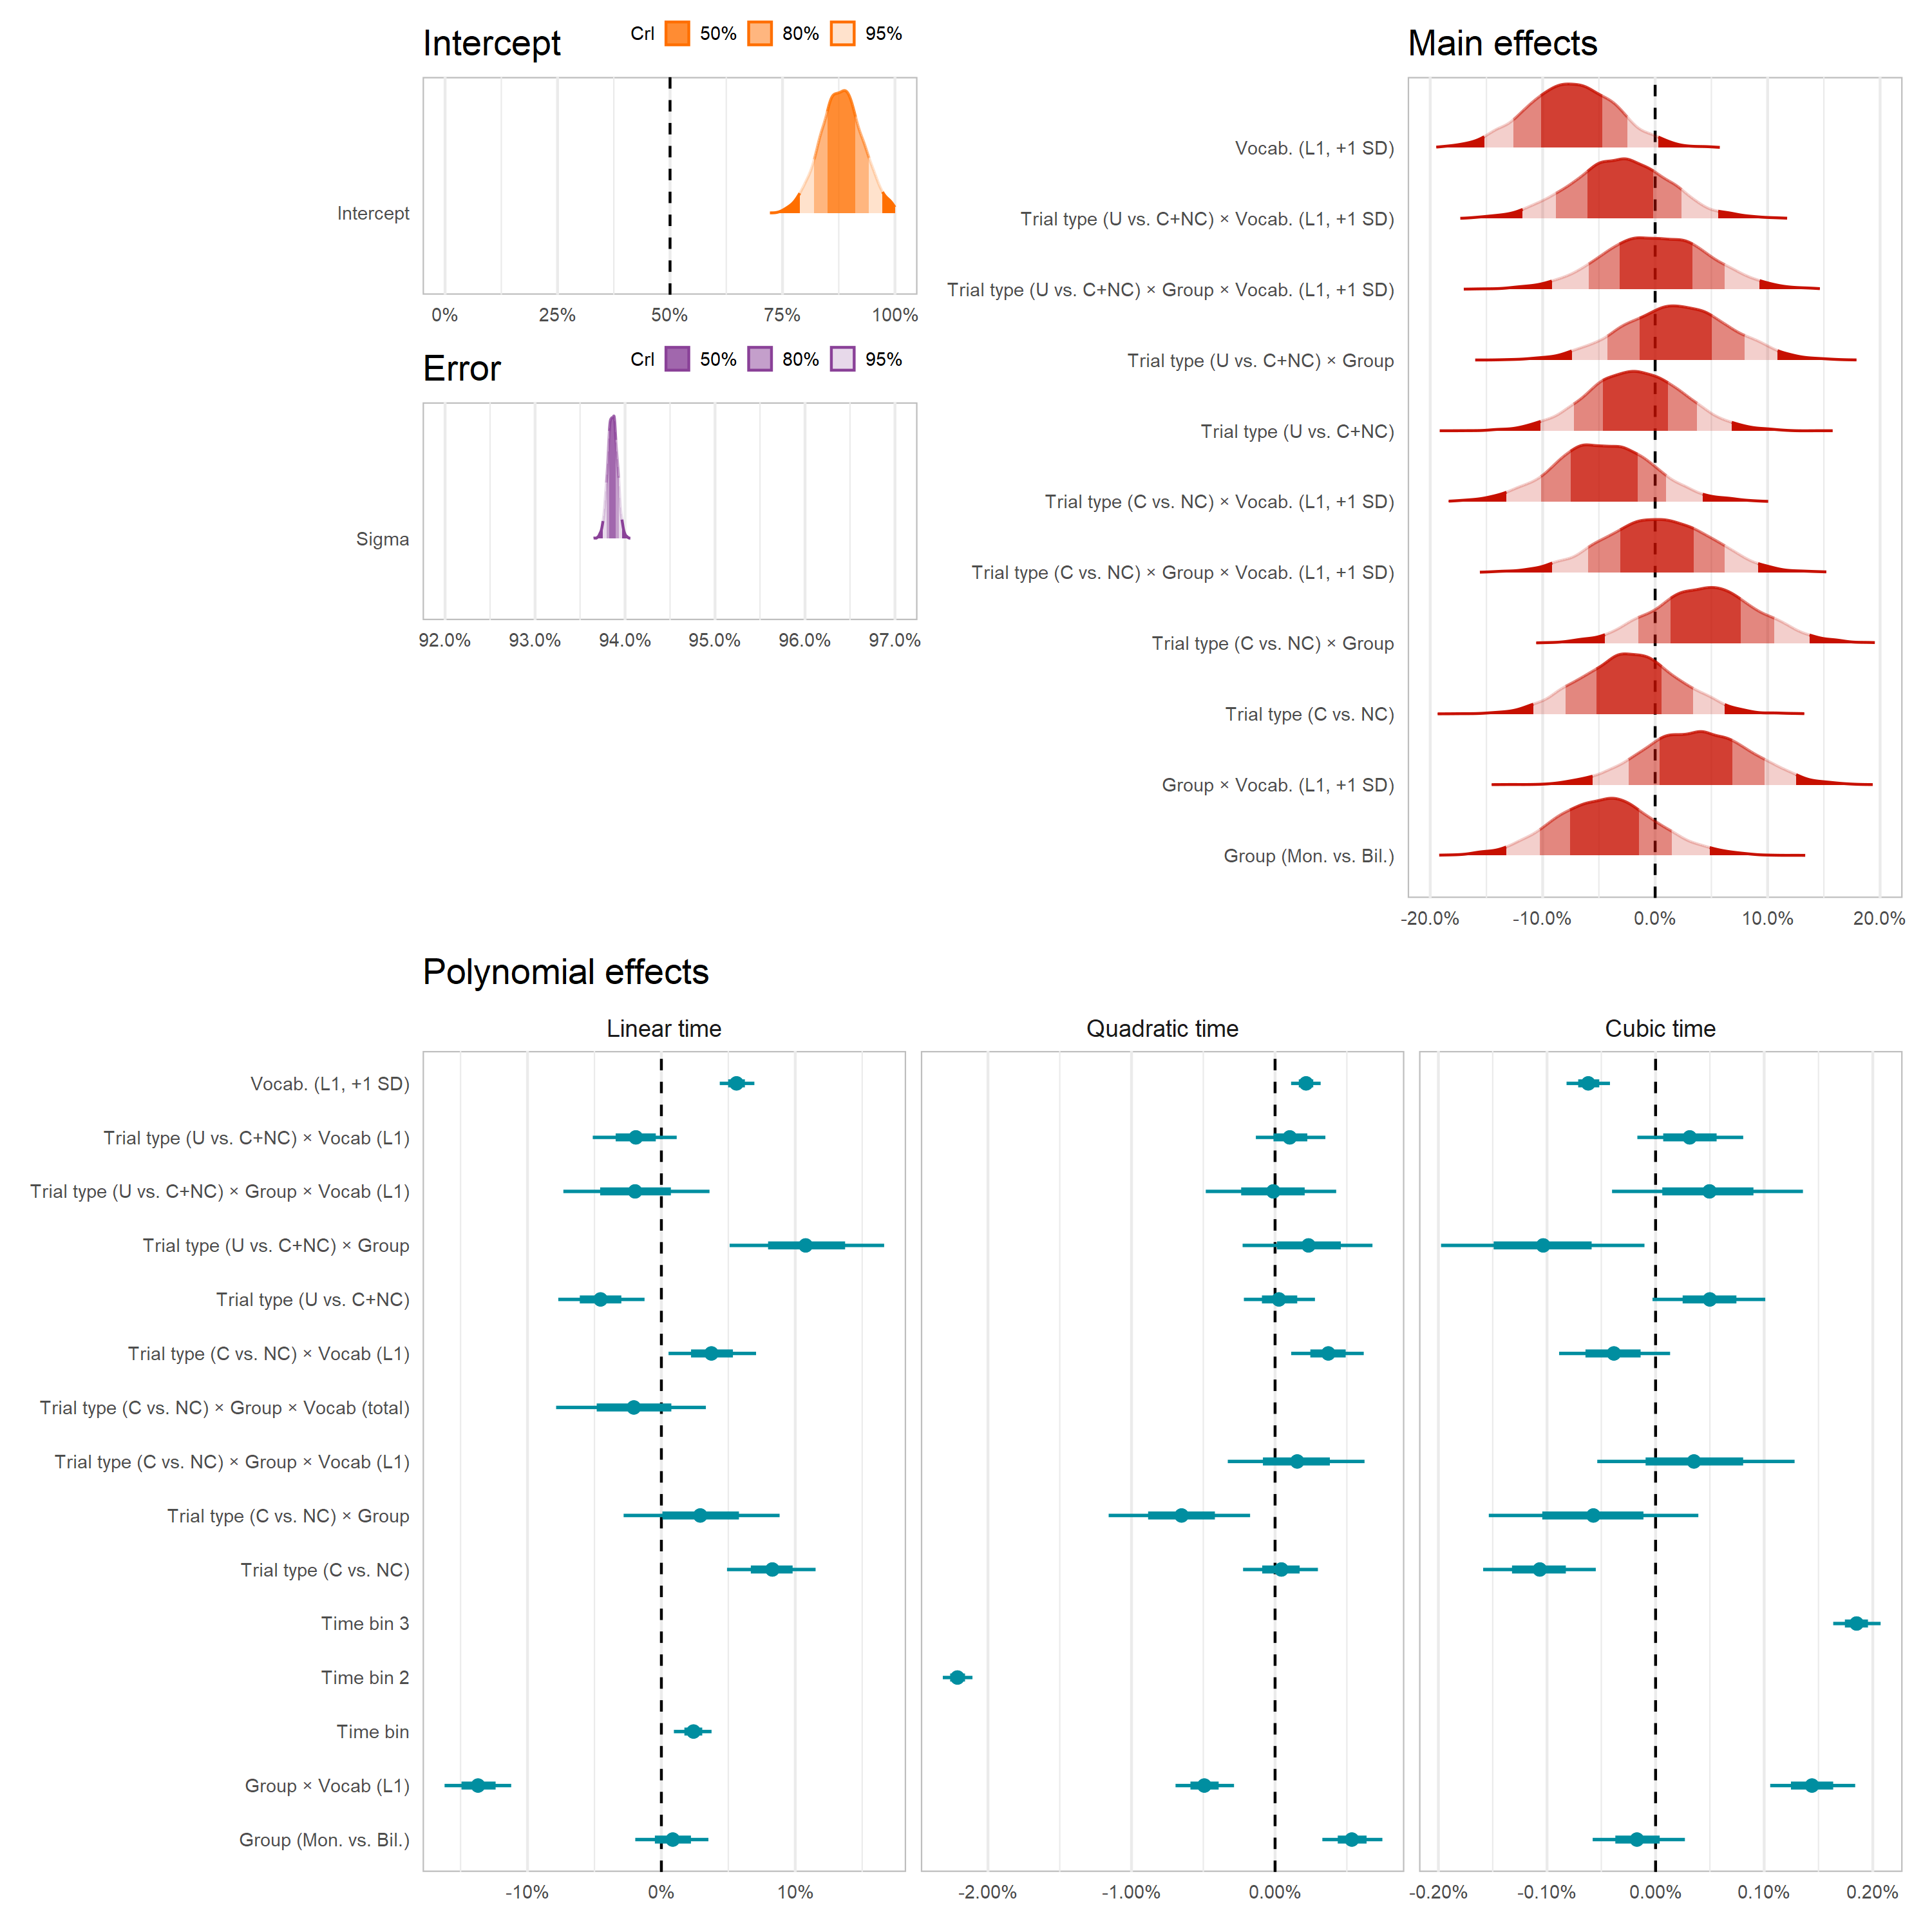 Intercept
CrI 50% 80% 95%
Intercept
0% 25% 50% 75% 100%
Error
CrI 50% 80% 95%
Sigma
92.0% 93.0% 94.0% 95.0% 96.0% 97.0%
Main effects
Vocab. (L1, +1 SD)
Trial type (U vs. C+NC) × Vocab. (L1, +1 SD)
Trial type (U vs. C+NC) × Group × Vocab. (L1, +1 SD)
Trial type (U vs. C+NC) × Group
Trial type (U vs. C+NC)
Trial type (C vs. NC) × Vocab. (L1, +1 SD)
Trial type (C vs. NC) × Group × Vocab. (L1, +1 SD)
Trial type (C vs. NC) × Group
Trial type (C vs. NC)
Group × Vocab. (L1, +1 SD)
Group (Mon. vs. Bil.)
-20.0% -10.0% 0.0% 10.0% 20.0%
Polynomial effects
Linear time Quadratic time Cubic time
Vocab. (L1, +1 SD)
Trial type (U vs. C+NC) × Vocab (L1)
Trial type (U vs. C+NC) × Group × Vocab (L1)
Trial type (U vs. C+NC) × Group
Trial type (U vs. C+NC)
Trial type (C vs. NC) × Vocab (L1)
Trial type (C vs. NC) × Group × Vocab (total)
Trial type (C vs. NC) × Group × Vocab (L1)
Trial type (C vs. NC) × Group
Trial type (C vs. NC)
Time bin 3
Time bin 2
Time bin
Group × Vocab (L1)
Group (Mon. vs. Bil.)
-10% 0% 10% -2.00% -1.00% 0.00% -0.20% -0.10% 0.00% 0.10% 0.20%